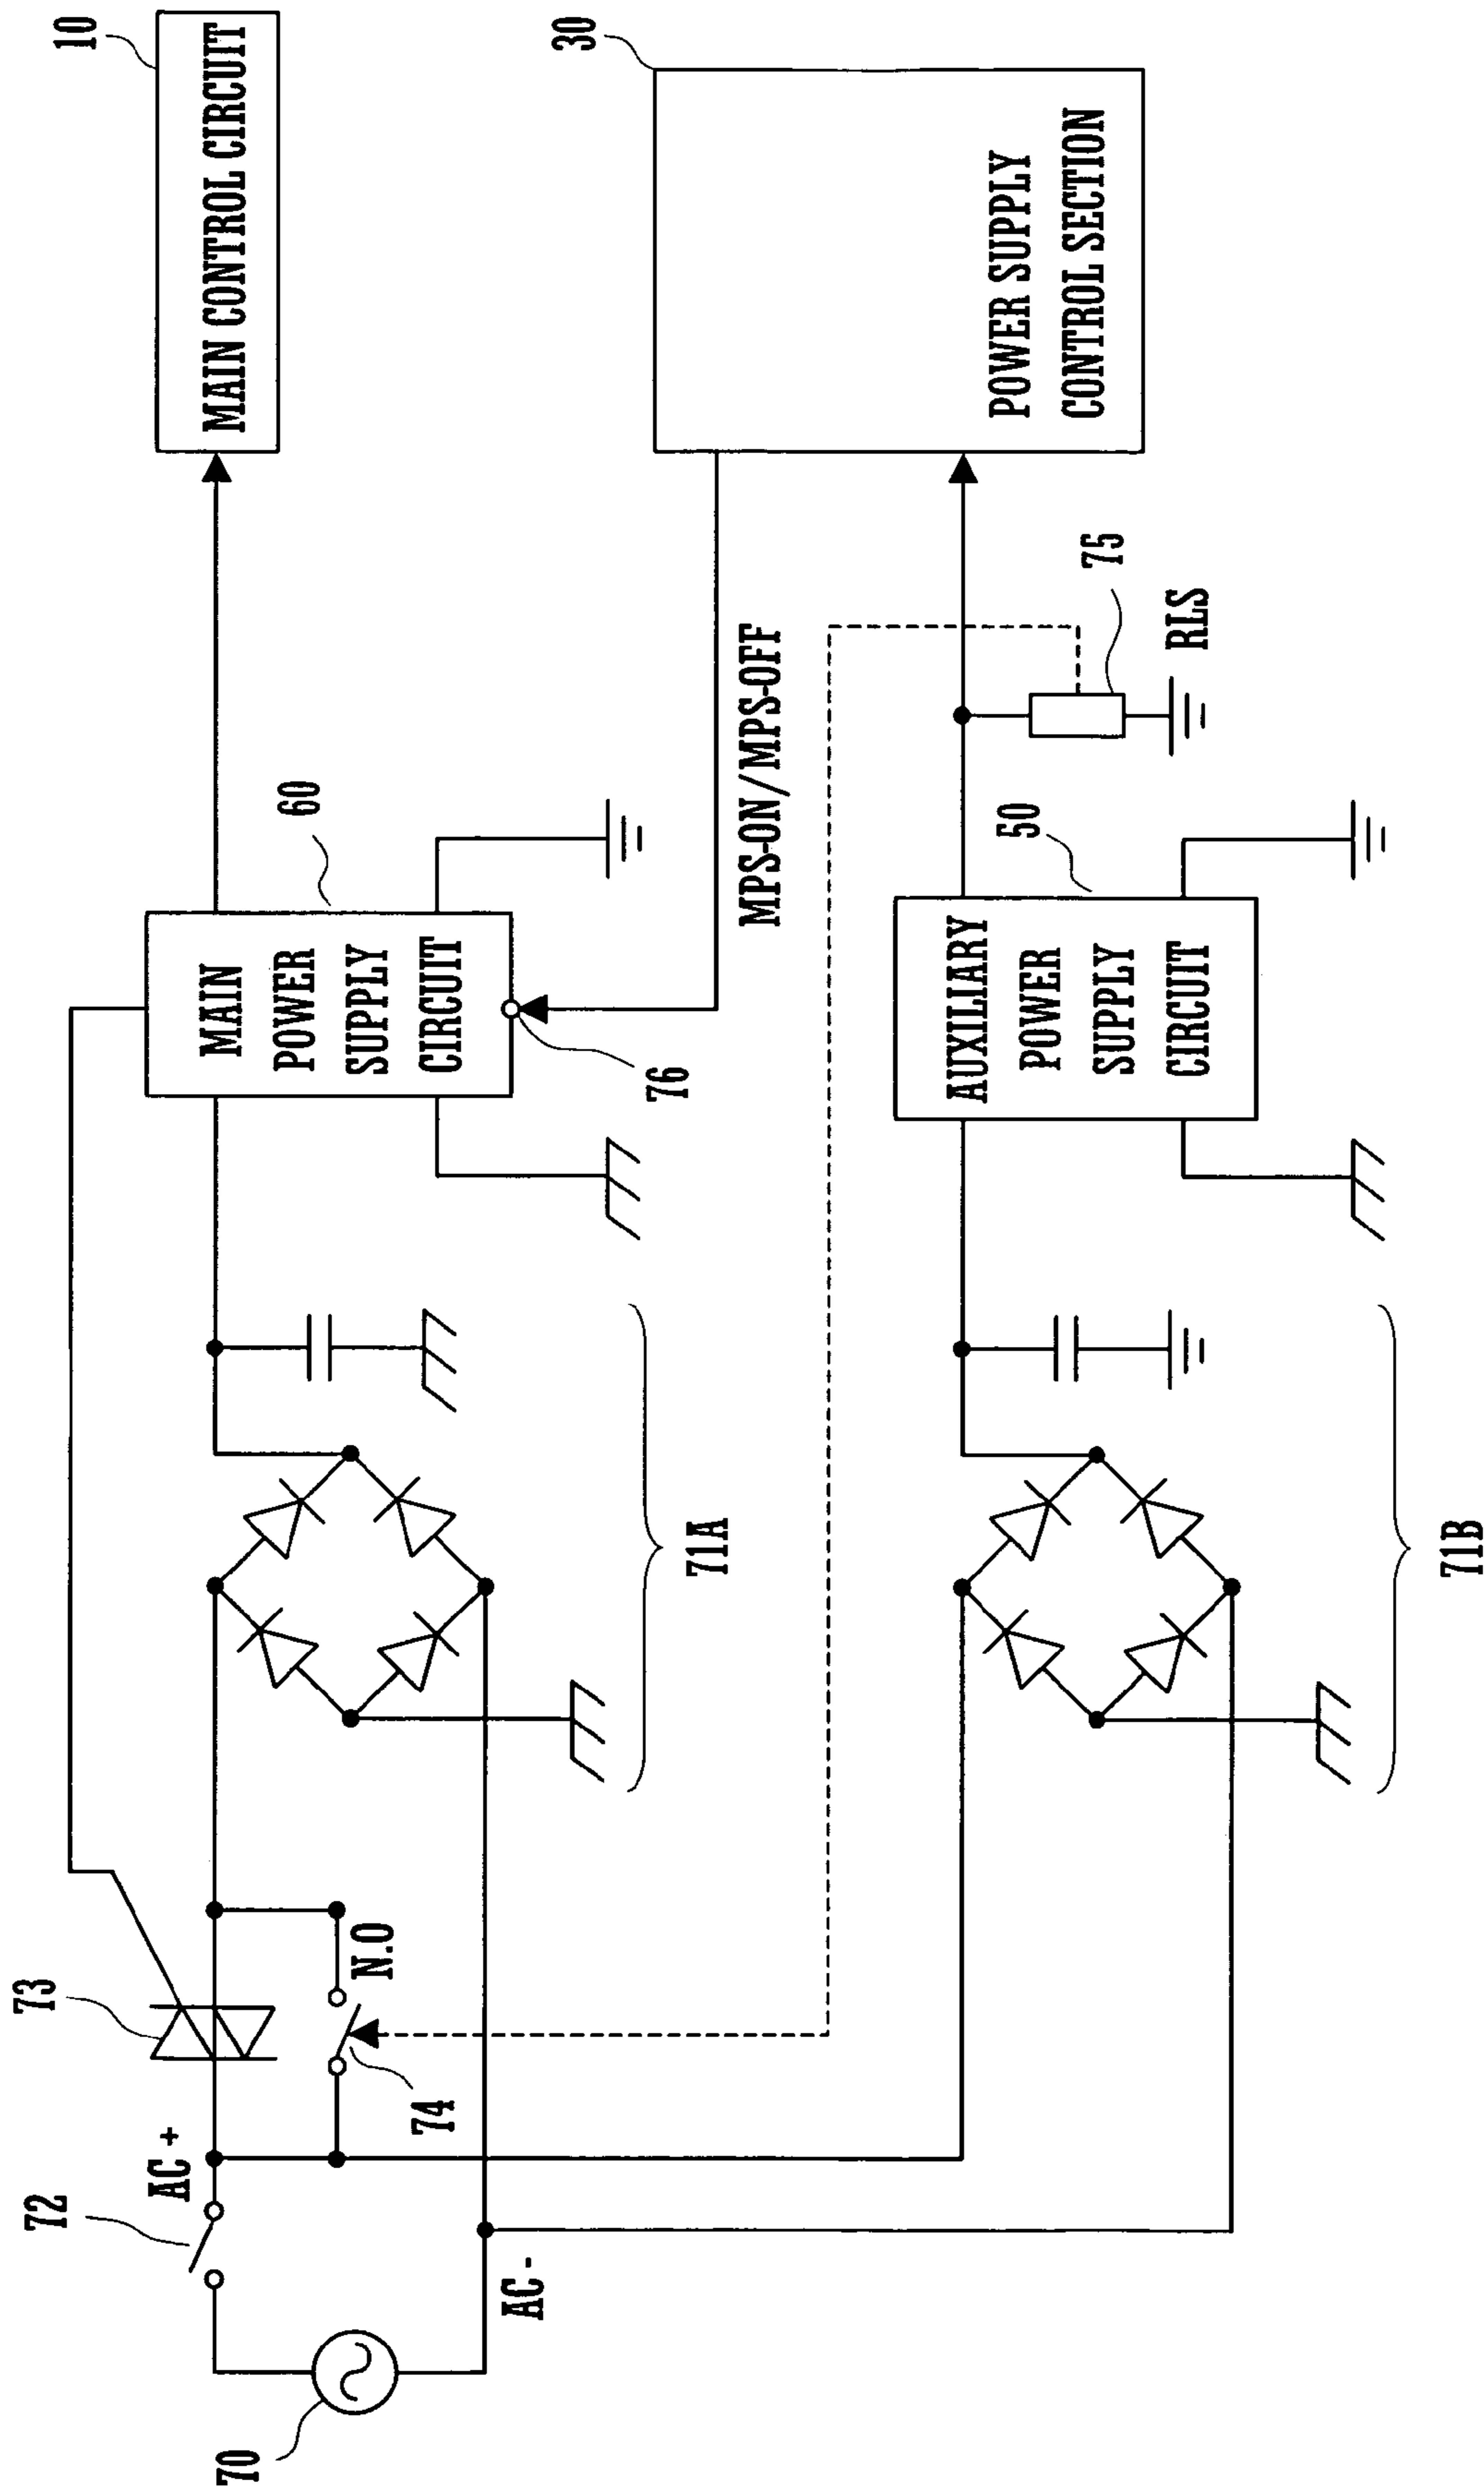 10
MAIN CONTROL CIRCUIT
30
POWER SUPPLY
CONTROL SECTION
60
MAIN
POWER
SUPPLY
CIRCUIT
76
MPS-ON/MPS-OFF
75
RLS
50
AUXILIARY
POWER
SUPPLY
CIRCUIT
71A
71B
73
N.O
74
72
AC +
AC -
70